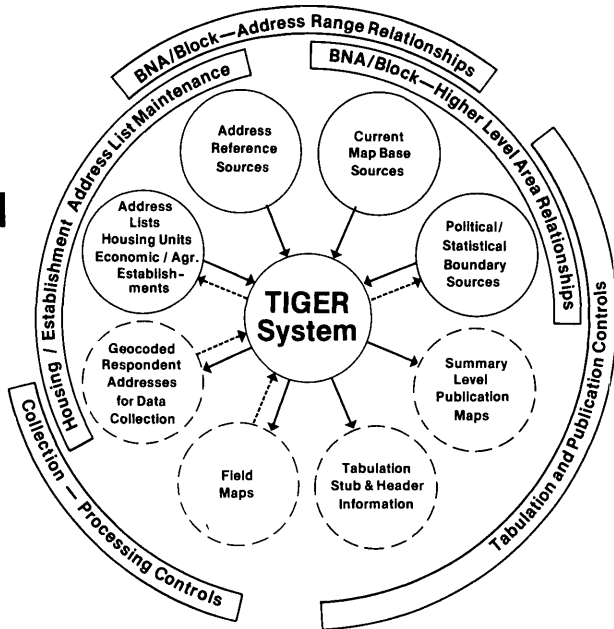 BNA/Block—Address Range Relationships
BNA/Block—Higher Level Area Relationships
Housing / Establishment Address List Maintenance
Address
Reference
Sources
Current
Map Base
Sources
Address
Lists
Housing Units
Economic / Agr.
Establish-
ments
Political/
Statistical
Boundary
Sources
TIGER
System
Geocoded
Respondent
Addresses
for Data
Collection
Summary
Level
Publication
Maps
Field
Maps
Tabulation
Stub & Header
Information
Collection — Processing Controls
Tabulation and Publication Controls